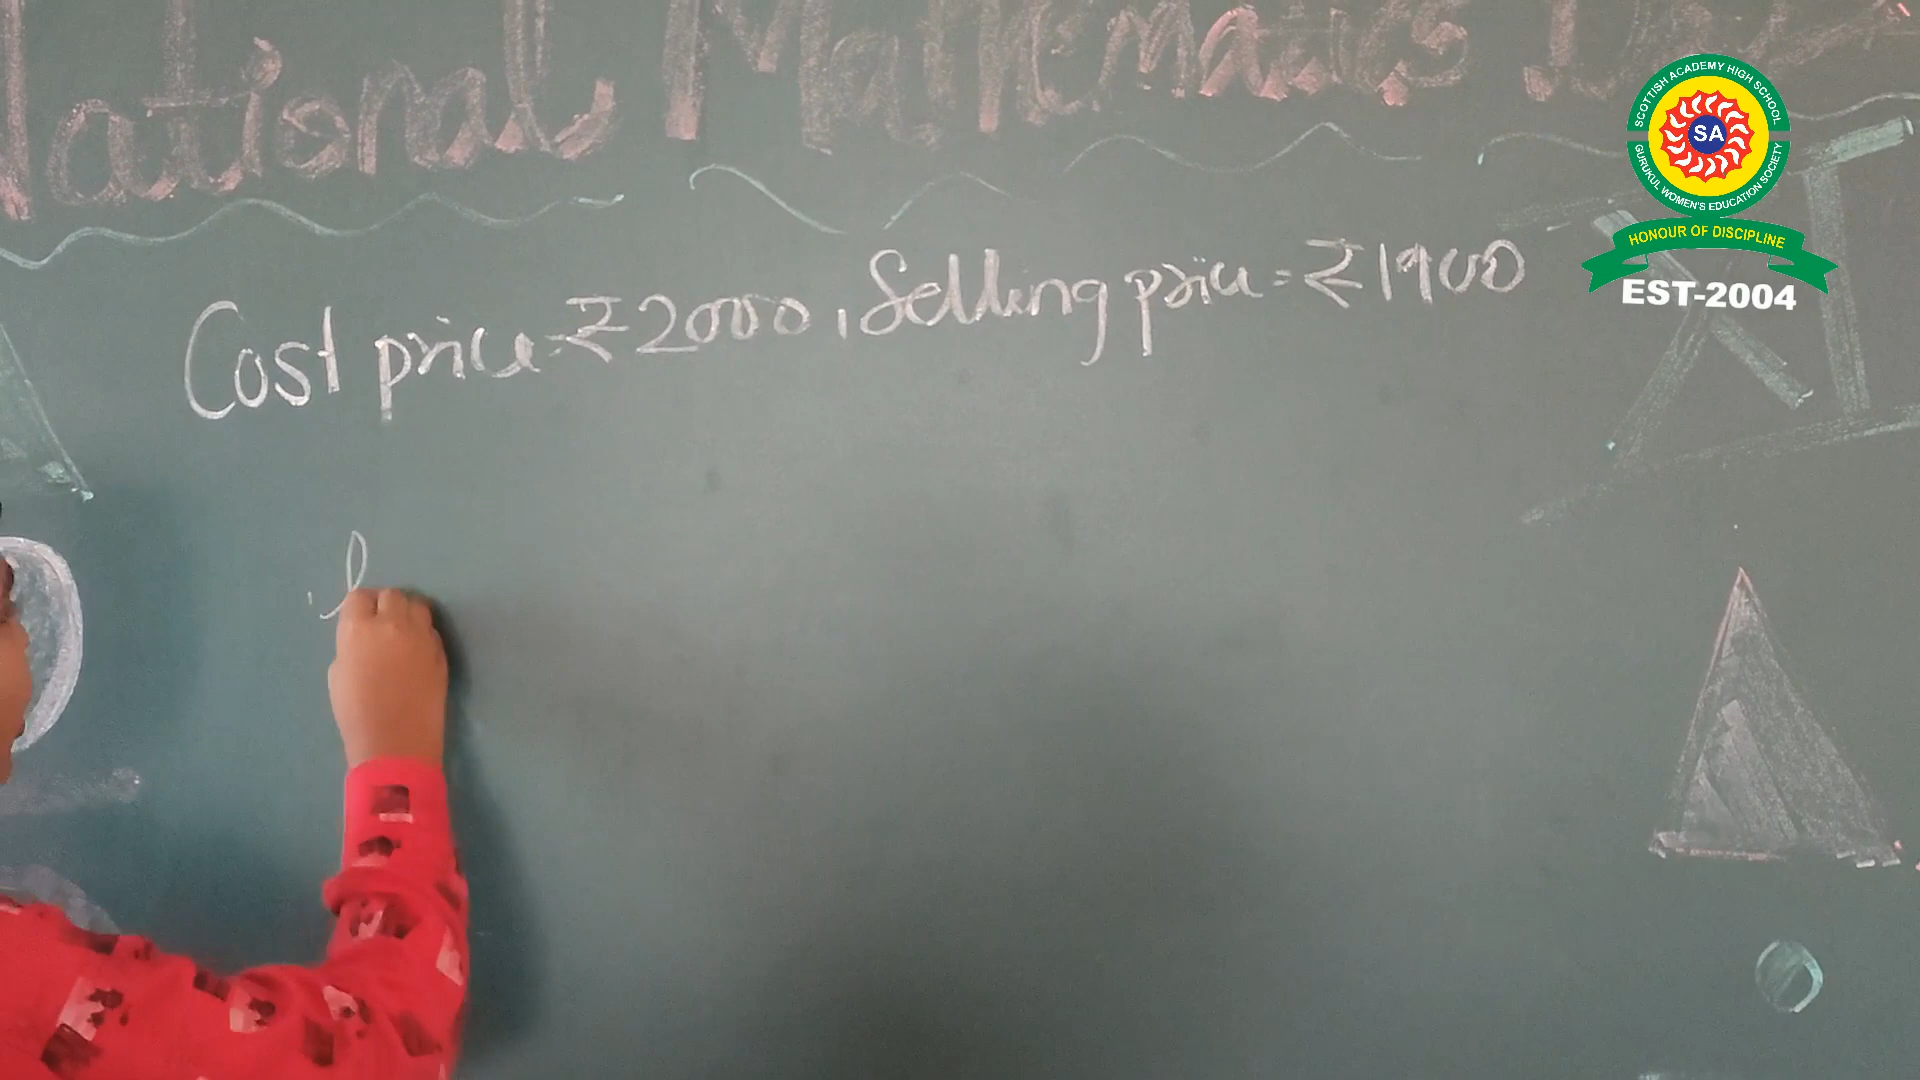 National Mathematics Day
Cost price = ₹ 2000, Selling price = ₹ 1900
l
SCOTTISH ACADEMY HIGH SCHOOL
GURUKUL WOMEN'S EDUCATION SOCIETY
SA
HONOUR OF DISCIPLINE
EST-2004